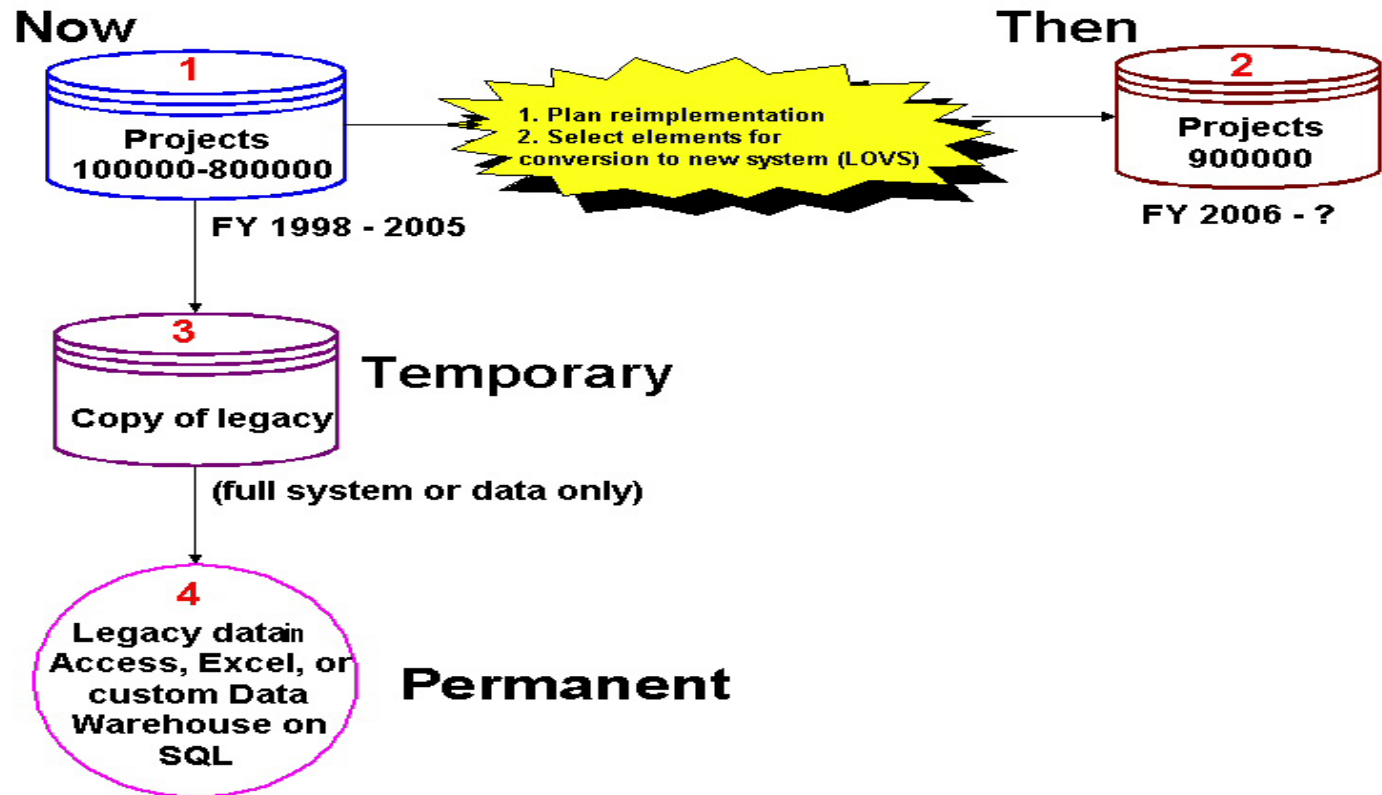 Now
Then
1
Projects
100000-800000
1. Plan reimplementation
2. Select elements for
conversion to new system (LOVS)
2
Projects
900000
FY 1998 - 2005
FY 2006 - ?
3
Copy of legacy
Temporary
(full system or data only)
4
Legacy data in
Access, Excel, or
custom Data
Warehouse on
SQL
Permanent